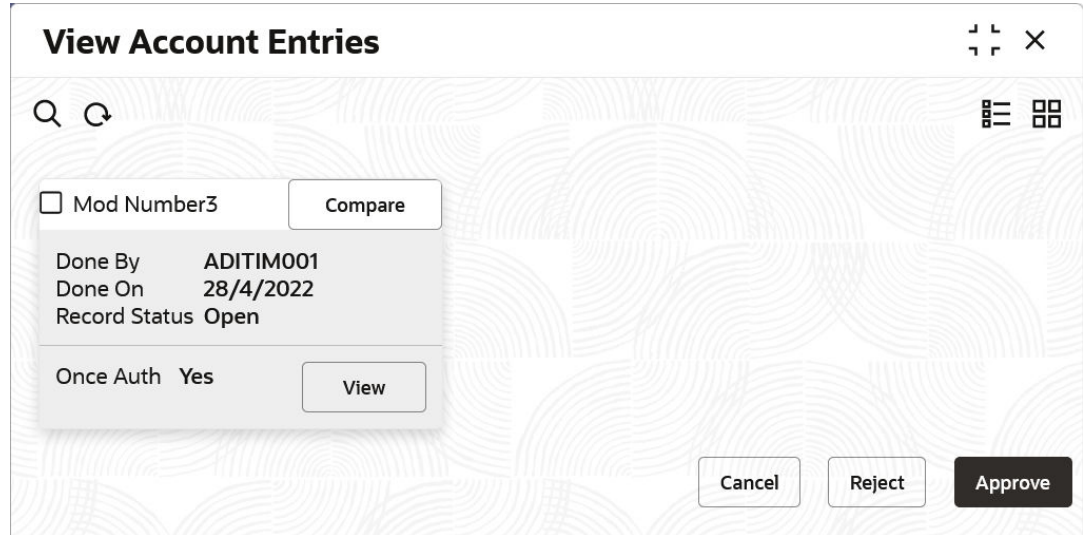 View Account Entries
Mod Number3 Compare
Done By ADITIM001
Done On 28/4/2022
Record Status Open
Once Auth Yes View
Cancel Reject Approve